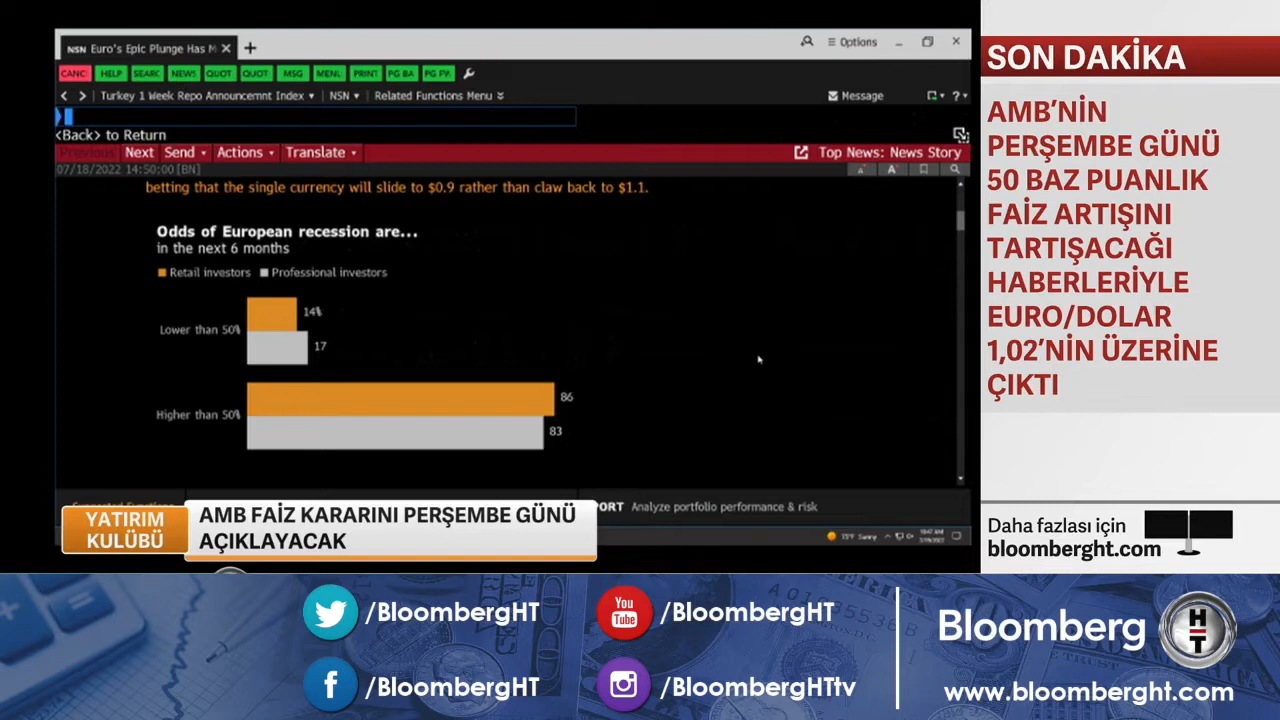 NSN Euro's Epic Plunge Has M
Options
CANC HELP SEARC NEWS QUOT QUOT MSG MENU PRINT PG BA PG FW
Turkey 1 Week Repo Announcemnt Index NSN Related Functions Menu
Message
?
<Back> to Return
Previous Next Send Actions Translate
Top News: News Story
07/18/2022 14:50:00 [BN]
betting that the single currency will slide to $0.9 rather than claw back to $1.1.
Odds of European recession are...
in the next 6 months
Retail investors Professional investors
Lower than 50%
14%
17
Higher than 50%
86
83
Suggested Functions
PORT Analyze portfolio performance & risk
YATIRIM
KULÜBÜ
AMB FAİZ KARARINI PERŞEMBE GÜNÜ
AÇIKLAYACAK
SON DAKİKA
AMB'NİN
PERŞEMBE GÜNÜ
50 BAZ PUANLIK
FAİZ ARTIŞINI
TARTIŞACAĞI
HABERLERİYLE
EURO/DOLAR
1,02'NİN ÜZERİNE
ÇIKTI
Daha fazlası için
bloomberght.com
/BloombergHT
You
Tube
/BloombergHT
/BloombergHT
/BloombergHTtv
Bloomberg HT
www.bloomberght.com